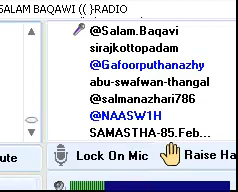 SALAM BAQAWI (( }RADIO
@Salam.Baqavi
sirajkottopadam
@Gafoorputhanazhy
abu-swafwan-thangal
@salmanazhari786
@NAASW1H
SAMASTHA-85.Feb...
ute
Lock On Mic
Raise Ha